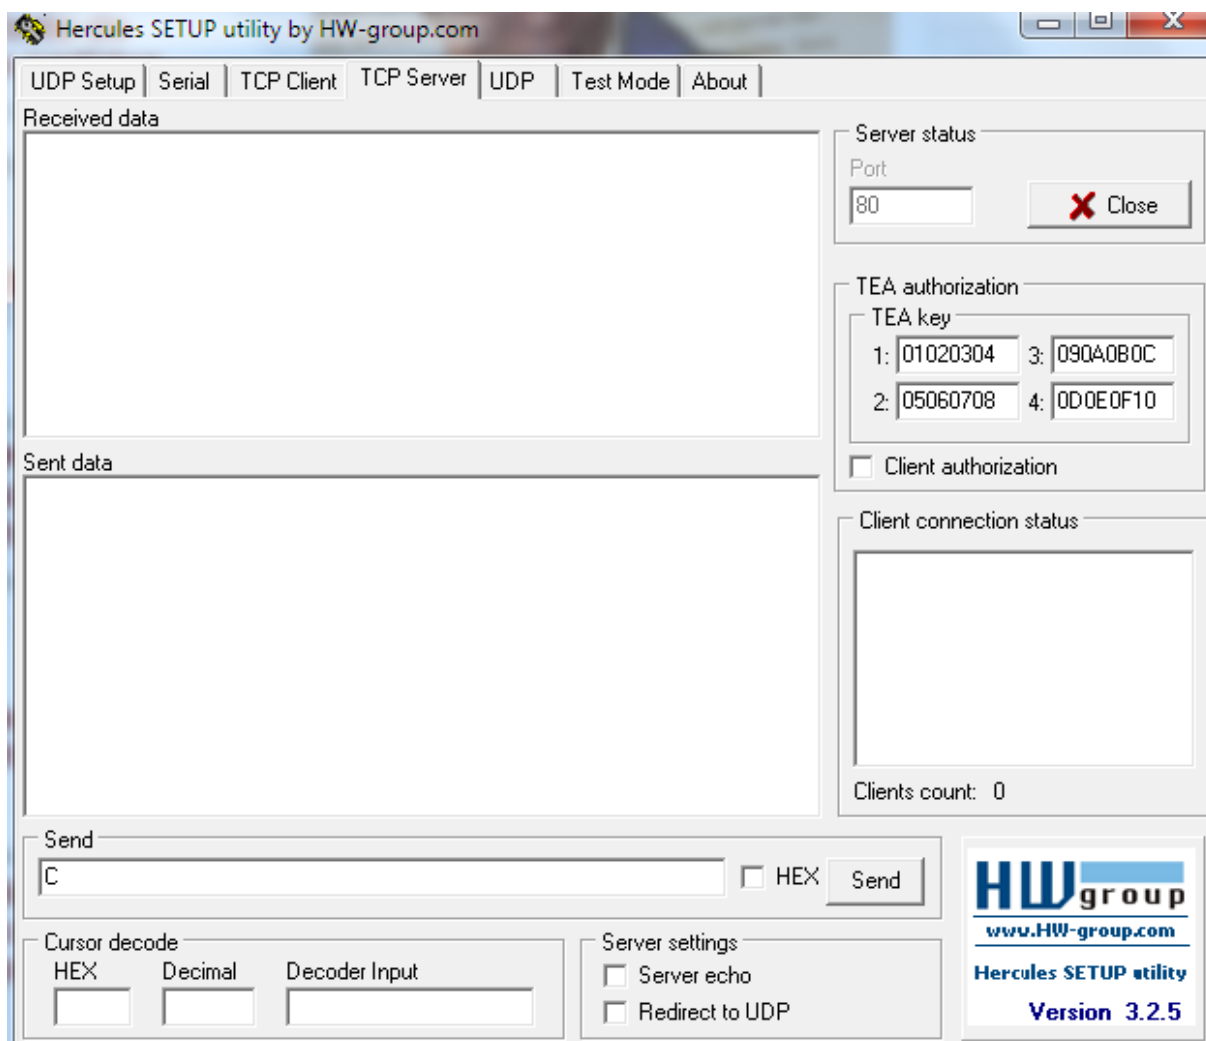 Hercules SETUP utility by HW-group.com
UDP Setup Serial TCP Client TCP Server UDP Test Mode About
Received data
Server status
Port
80 Close
TEA authorization
TEA key
1: 01020304 3: 090A0B0C
2: 05060708 4: 0D0E0F10
Client authorization
Sent data
Client connection status
Clients count: 0
Send
C HEX Send
Cursor decode
HEX Decimal Decoder Input
Server settings
Server echo
Redirect to UDP
HW group
www.HW-group.com
Hercules SETUP utility
Version 3.2.5